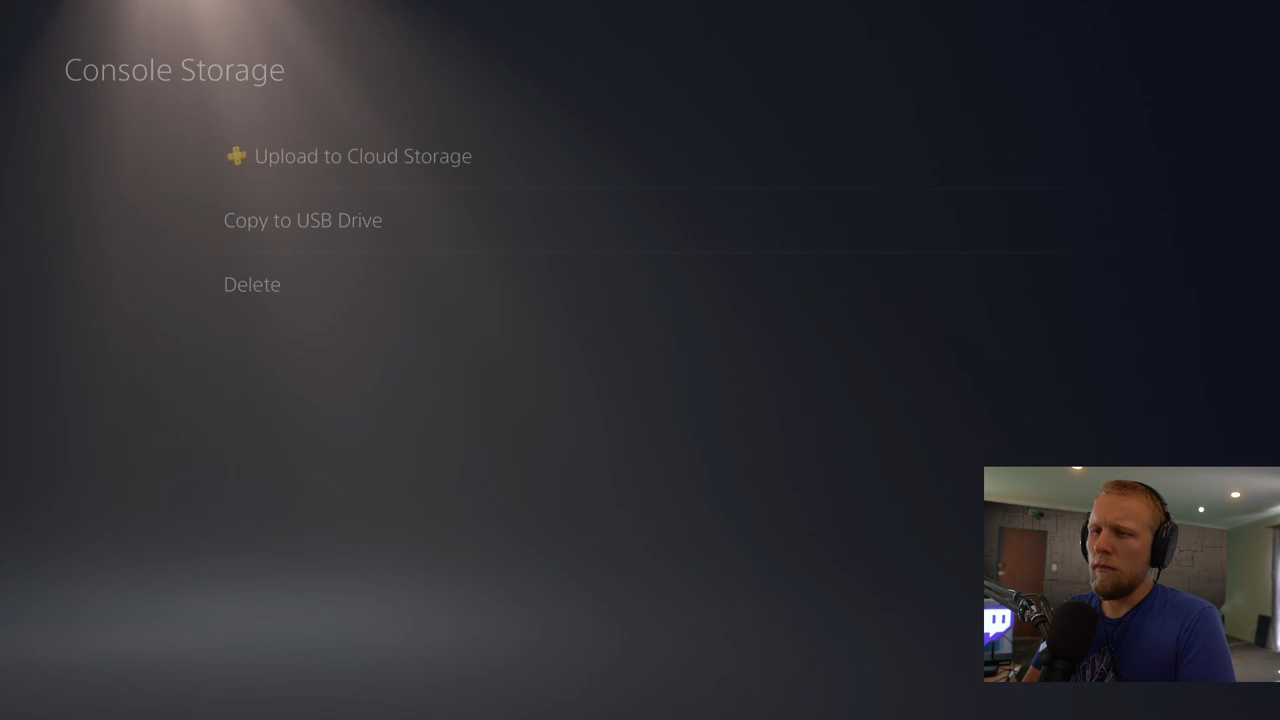 Console Storage
Upload to Cloud Storage
Copy to USB Drive
Delete